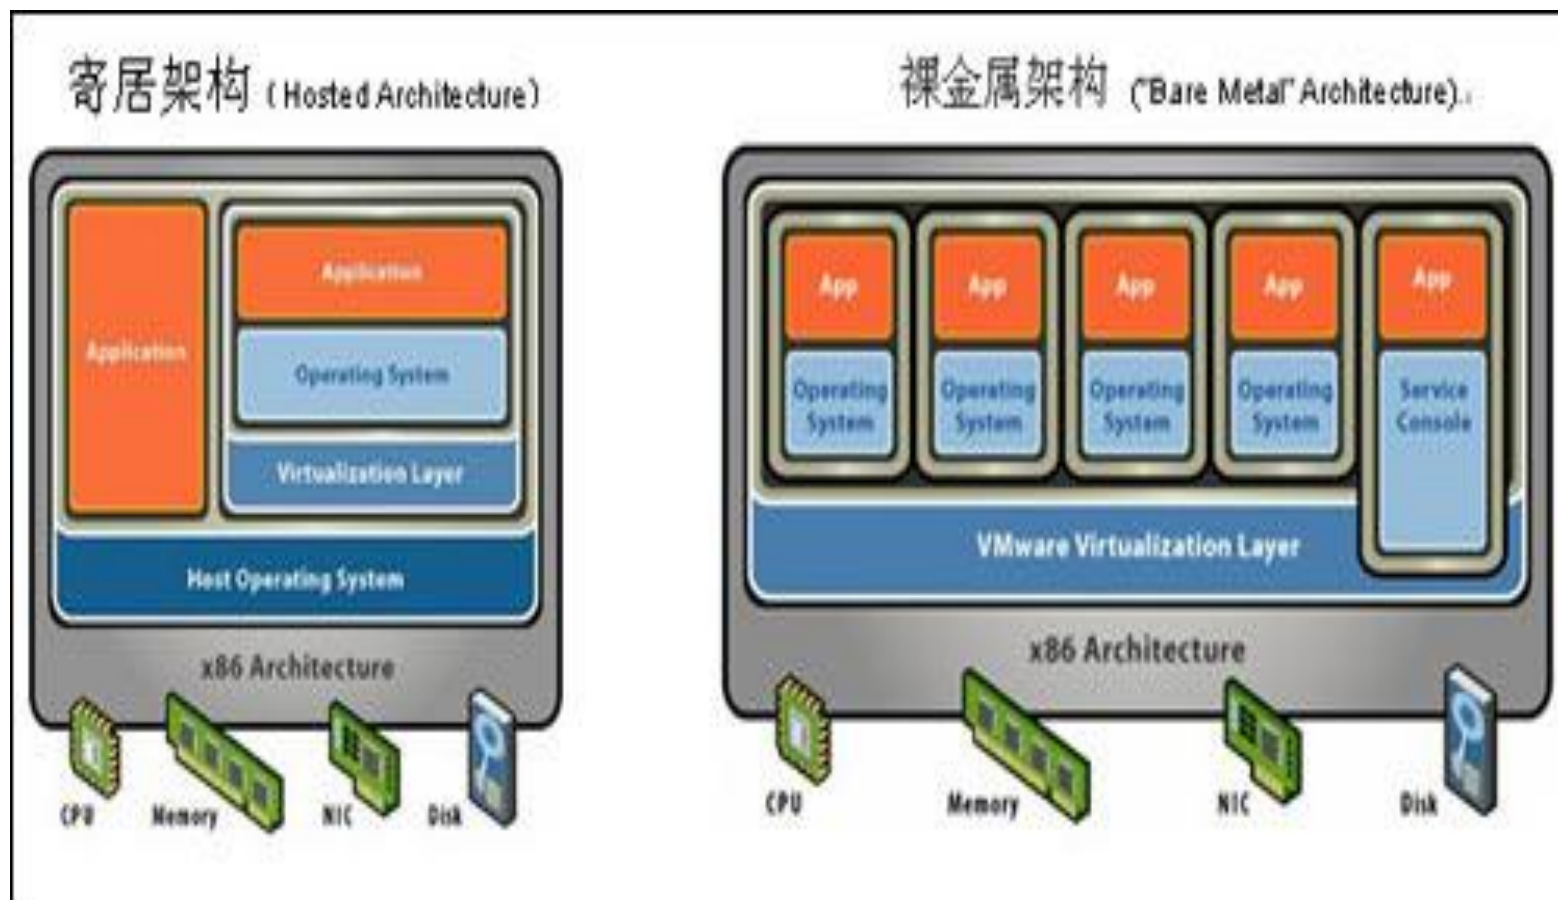 寄居架构 (Hosted Architecture)
Application
Application
Operating System
Virtualization Layer
Host Operating System
x86 Architecture
CPU
Memory
NIC
Disk
裸金属架构 ("Bare Metal" Architecture).
App
App
App
App
App
Operating
System
Operating
System
Operating
System
Operating
System
Service
Console
VMware Virtualization Layer
x86 Architecture
CPU
Memory
NIC
Disk